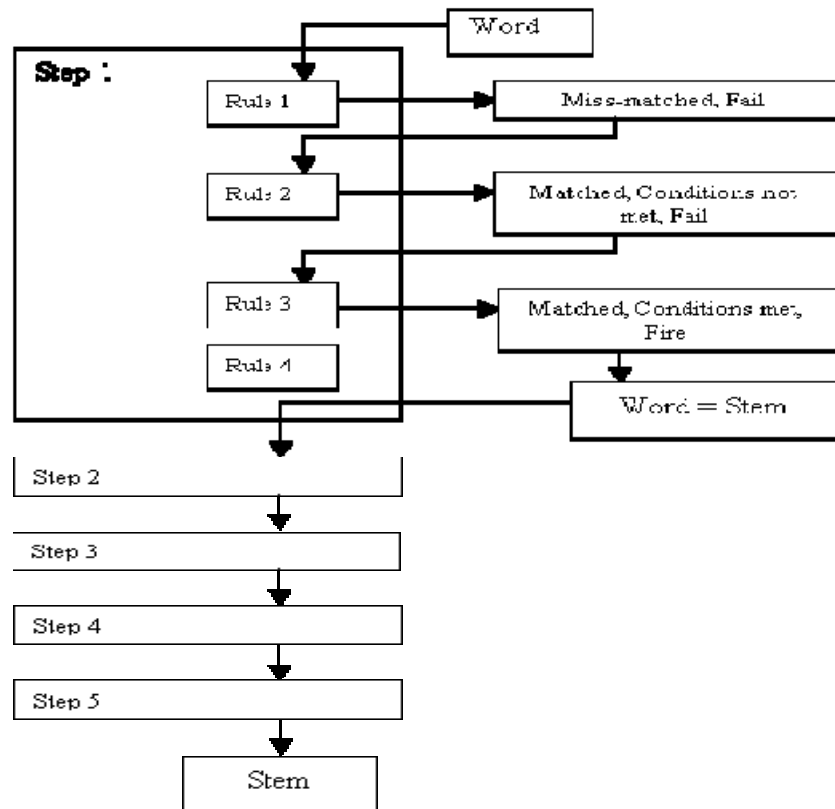 Word
Step :
Rule 1
Miss-matched, Fail
Rule 2
Matched, Conditions not
met, Fail
Rule 3
Matched, Conditions met,
Fire
Rule 4
Word = Stem
Step 2
Step 3
Step 4
Step 5
Stem